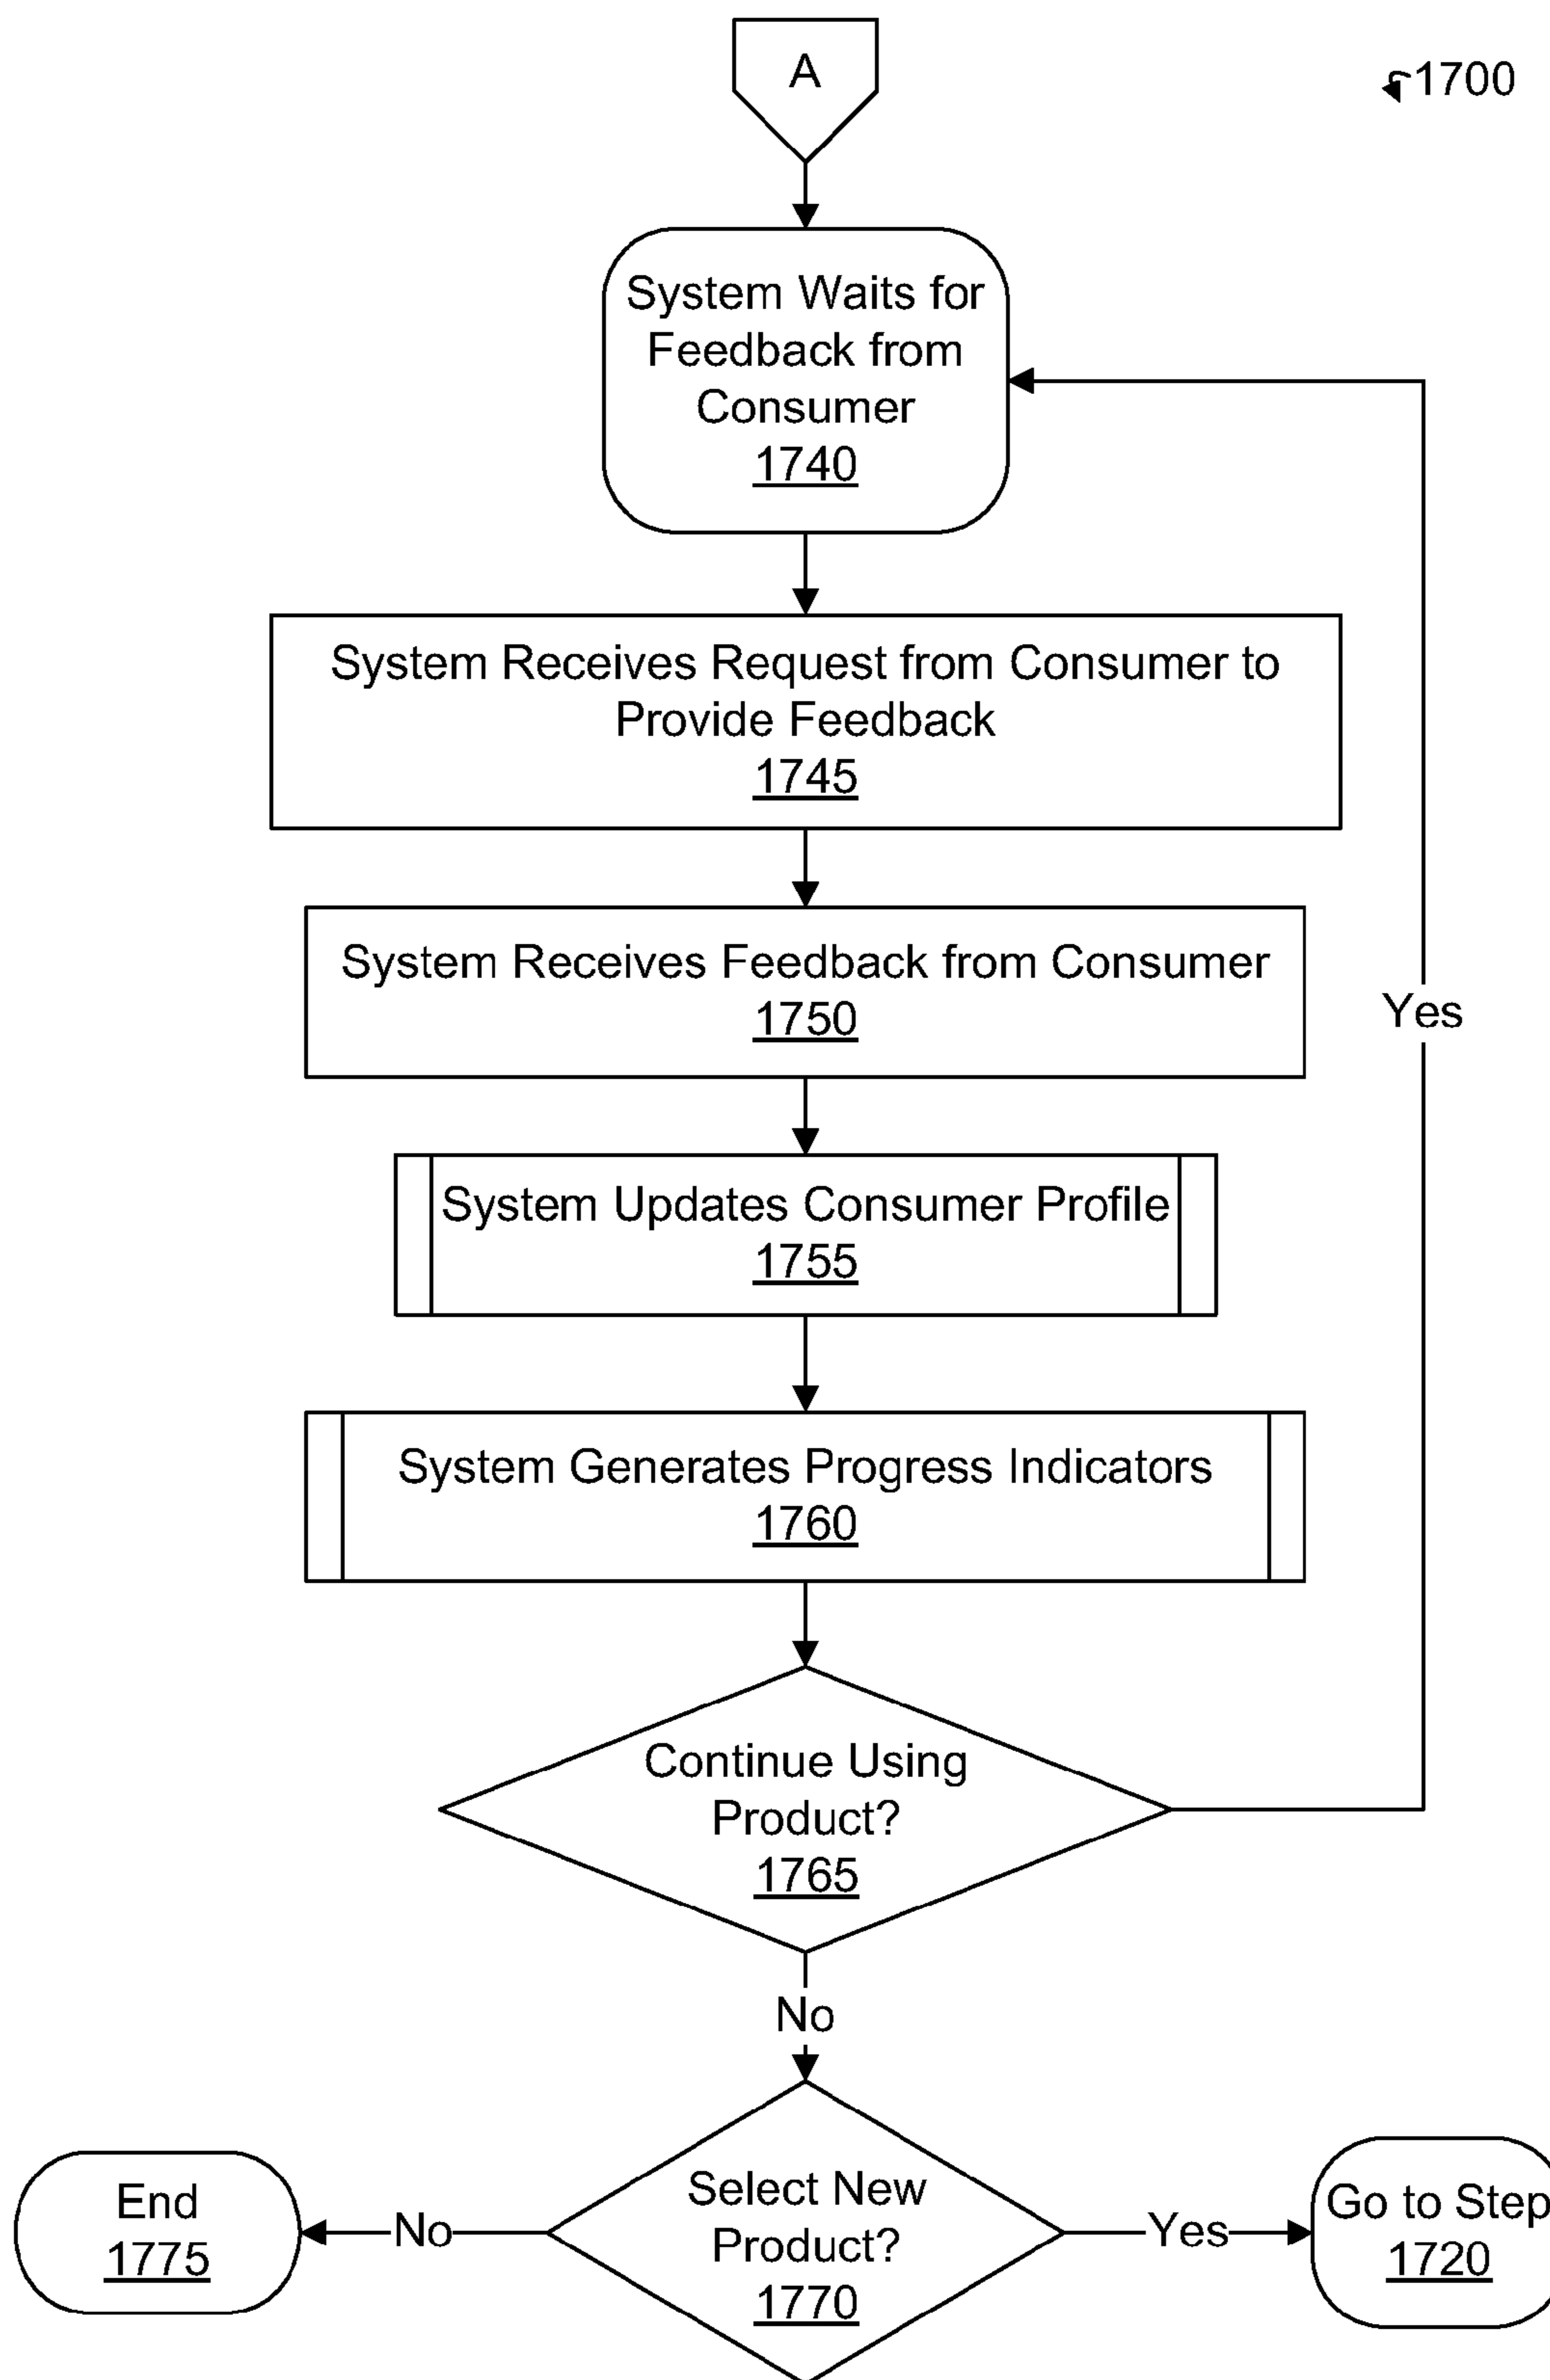 A
1700
System Waits for
Feedback from
Consumer
1740
System Receives Request from Consumer to
Provide Feedback
1745
System Receives Feedback from Consumer
1750
Yes
System Updates Consumer Profile
1755
System Generates Progress Indicators
1760
Continue Using
Product?
1765
No
Select New
Product?
1770
No
End
1775
Yes
Go to Step
1720